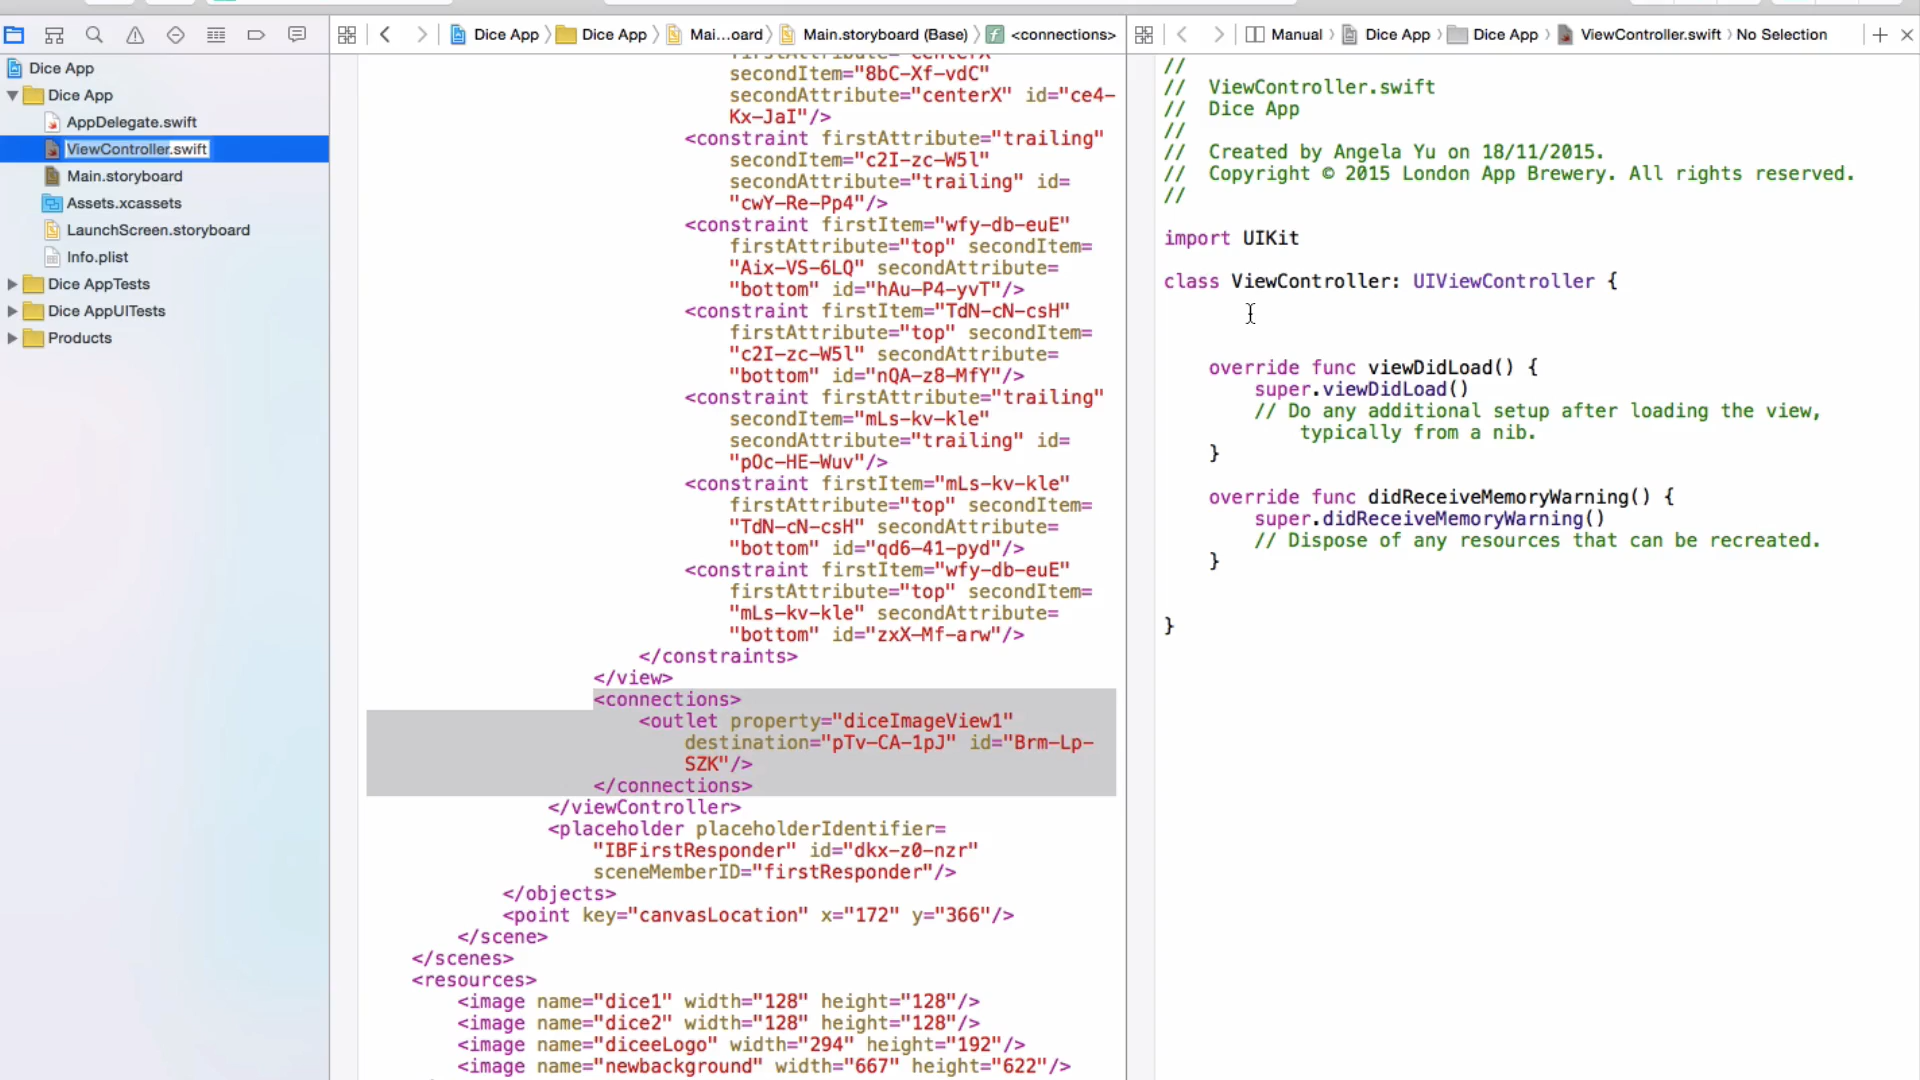 Dice App
Dice App
AppDelegate.swift
ViewController.swift
Main.storyboard
Assets.xcassets
LaunchScreen.storyboard
Info.plist
Dice AppTests
Dice AppUITests
Products
Dice App
Dice App
Mai...oard
Main.storyboard (Base)
<connections>
secondItem="8bC-Xf-vdC"
secondAttribute="centerX" id="ce4-
Kx-JaI"/>
<constraint firstAttribute="trailing"
secondItem="c2I-zc-W5l"
secondAttribute="trailing" id=
"cwY-Re-Pp4"/>
<constraint firstItem="wfy-db-euE"
firstAttribute="top" secondItem=
"Aix-VS-6LQ" secondAttribute=
"bottom" id="hAu-P4-yvT"/>
<constraint firstItem="TdN-cN-csH"
firstAttribute="top" secondItem=
"c2I-zc-W5l" secondAttribute=
"bottom" id="nQA-z8-MfY"/>
<constraint firstAttribute="trailing"
secondItem="mLs-kv-kle"
secondAttribute="trailing" id=
"pOc-HE-Wuv"/>
<constraint firstItem="mLs-kv-kle"
firstAttribute="top" secondItem=
"TdN-cN-csH" secondAttribute=
"bottom" id="qd6-41-pyd"/>
<constraint firstItem="wfy-db-euE"
firstAttribute="top" secondItem=
"mLs-kv-kle" secondAttribute=
"bottom" id="zxX-Mf-arw"/>
</constraints>
</view>
<connections>
<outlet property="diceImageView1"
destination="pTv-CA-1pJ" id="Brm-Lp-
SZK"/>
</connections>
</viewController>
<placeholder placeholderIdentifier=
"IBFirstResponder" id="dkx-z0-nzr"
sceneMemberID="firstResponder"/>
</objects>
<point key="canvasLocation" x="172" y="366"/>
</scene>
</scenes>
<resources>
<image name="dice1" width="128" height="128"/>
<image name="dice2" width="128" height="128"/>
<image name="diceeLogo" width="294" height="192"/>
<image name="newbackground" width="667" height="622"/>
Manual
Dice App
Dice App
ViewController.swift
No Selection
//
// ViewController.swift
// Dice App
//
// Created by Angela Yu on 18/11/2015.
// Copyright © 2015 London App Brewery. All rights reserved.
//
import UIKit
class ViewController: UIViewController {
override func viewDidLoad() {
super.viewDidLoad()
// Do any additional setup after loading the view,
typically from a nib.
}
override func didReceiveMemoryWarning() {
super.didReceiveMemoryWarning()
// Dispose of any resources that can be recreated.
}
}